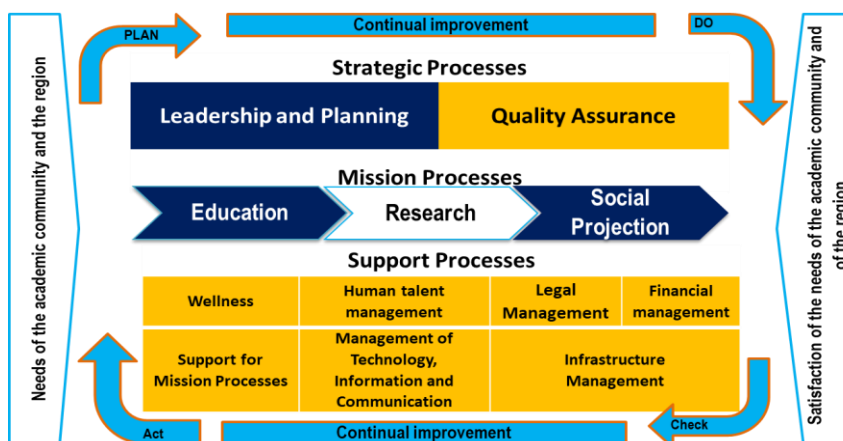 Continual improvement
PLAN
DO
Needs of the academic community and the region
Strategic Processes
Leadership and Planning
Quality Assurance
Mission Processes
Education
Research
Social
Projection
Support Processes
Wellness
Human talent
management
Legal
Management
Financial
management
Support for
Mission Processes
Management of
Technology,
Information and
Communication
Infrastructure
Management
Satisfaction of the needs of the academic community and
of the region
Act
Continual improvement
Check